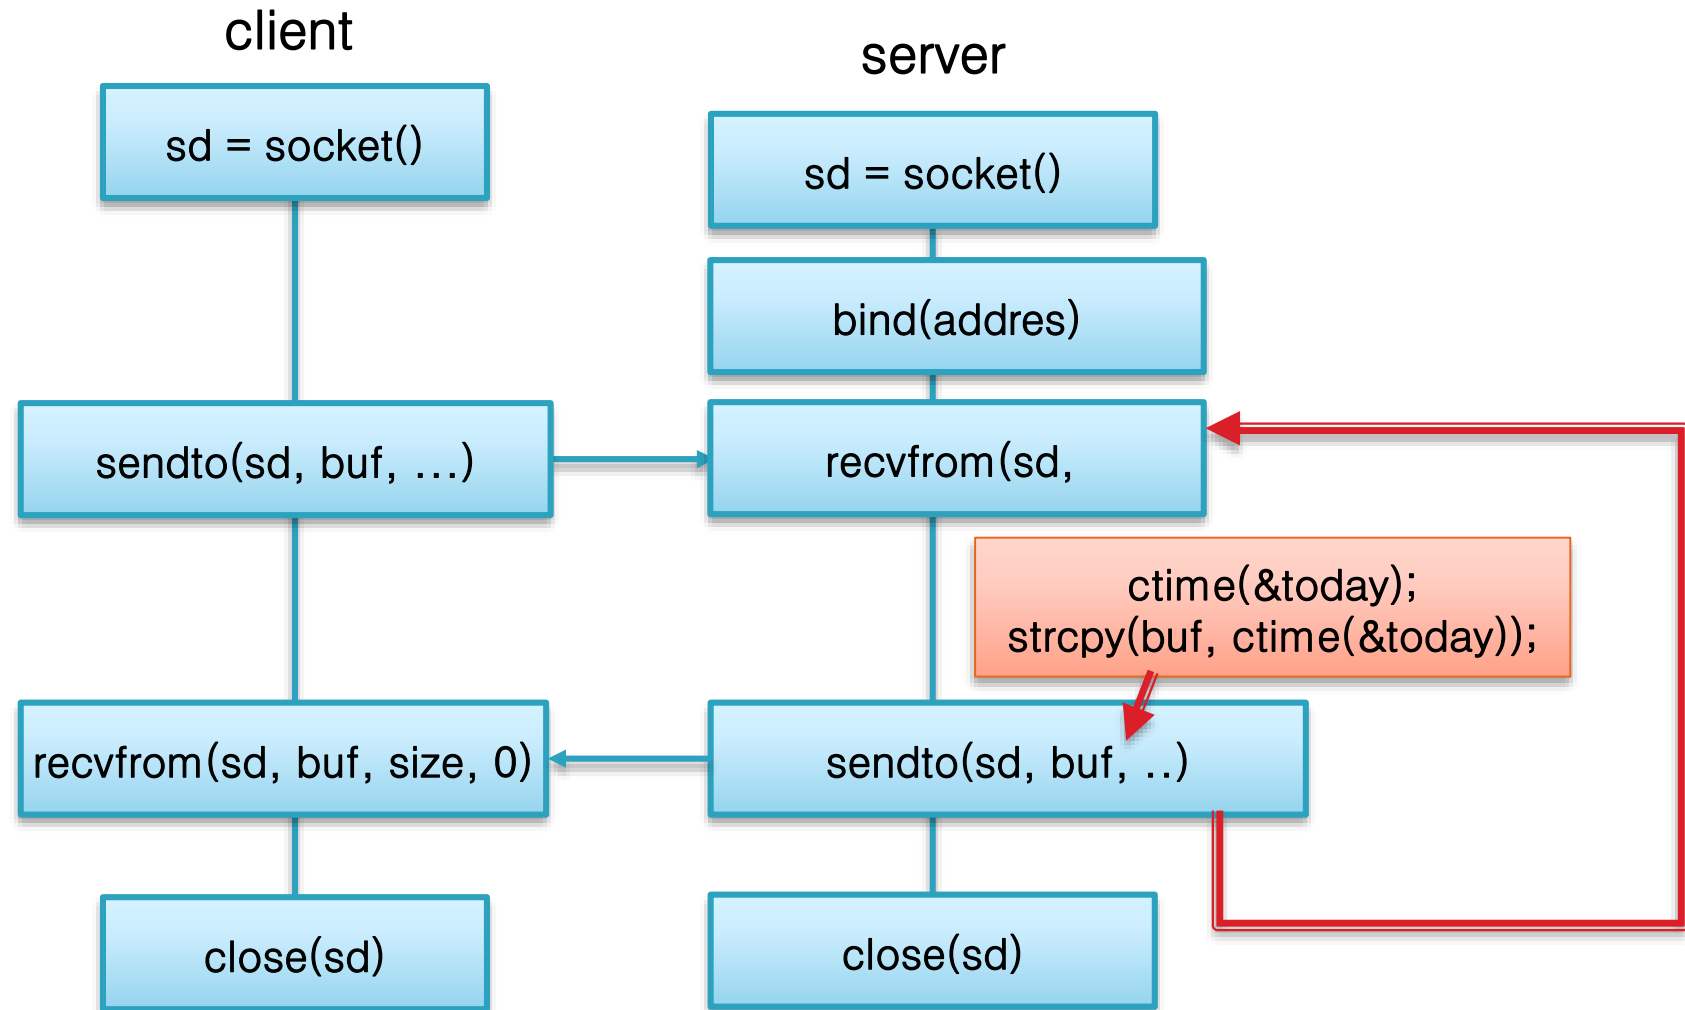 client
server
sd = socket()
sd = socket()
bind(addres)
sendto(sd, buf, ...)
recvfrom(sd,
ctime(&today);
strcpy(buf, ctime(&today));
recvfrom(sd, buf, size, 0)
sendto(sd, buf, ..)
close(sd)
close(sd)